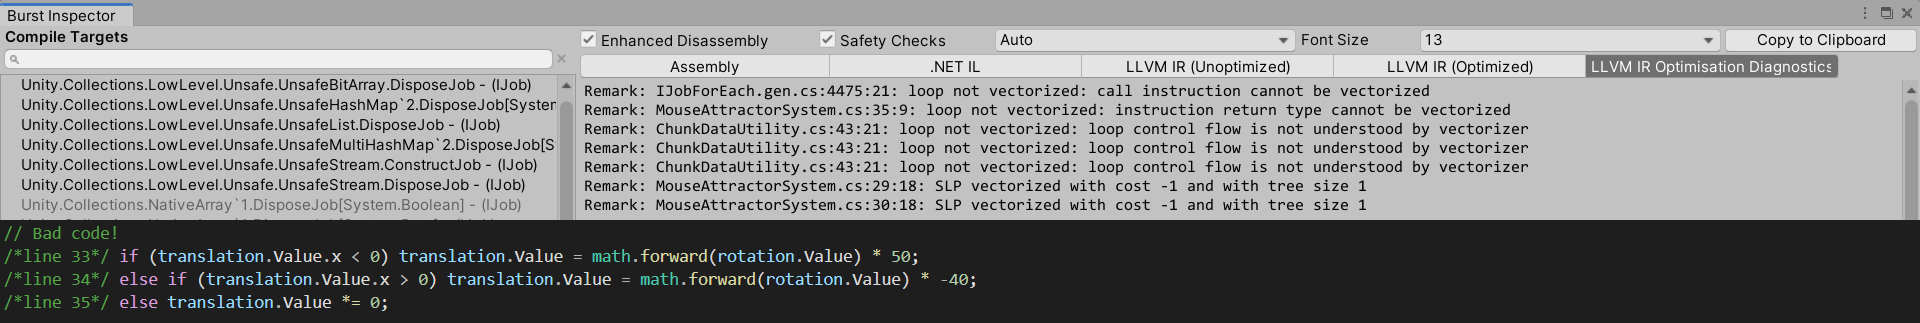 Burst Inspector
Compile Targets
Enhanced Disassembly
Safety Checks
Auto
Font Size
13
Copy to Clipboard
Assembly
.NET IL
LLVM IR (Unoptimized)
LLVM IR (Optimized)
LLVM IR Optimisation Diagnostics
Unity.Collections.LowLevel.Unsafe.UnsafeBitArray.DisposeJob - (IJob)
Unity.Collections.LowLevel.Unsafe.UnsafeHashMap`2.DisposeJob[System
Unity.Collections.LowLevel.Unsafe.UnsafeList.DisposeJob - (IJob)
Unity.Collections.LowLevel.Unsafe.UnsafeMultiHashMap`2.DisposeJob[S
Unity.Collections.LowLevel.Unsafe.UnsafeStream.ConstructJob - (IJob)
Unity.Collections.LowLevel.Unsafe.UnsafeStream.DisposeJob - (IJob)
Unity.Collections.NativeArray`1.DisposeJob[System.Boolean] - (IJob)
Remark: IJobForEach.gen.cs:4475:21: loop not vectorized: call instruction cannot be vectorized
Remark: MouseAttractorSystem.cs:35:9: loop not vectorized: instruction return type cannot be vectorized
Remark: ChunkDataUtility.cs:43:21: loop not vectorized: loop control flow is not understood by vectorizer
Remark: ChunkDataUtility.cs:43:21: loop not vectorized: loop control flow is not understood by vectorizer
Remark: ChunkDataUtility.cs:43:21: loop not vectorized: loop control flow is not understood by vectorizer
Remark: MouseAttractorSystem.cs:29:18: SLP vectorized with cost -1 and with tree size 1
Remark: MouseAttractorSystem.cs:30:18: SLP vectorized with cost -1 and with tree size 1
// Bad code!
/*line 33*/ if (translation.Value.x < 0) translation.Value = math.forward(rotation.Value) * 50;
/*line 34*/ else if (translation.Value.x > 0) translation.Value = math.forward(rotation.Value) * -40;
/*line 35*/ else translation.Value *= 0;